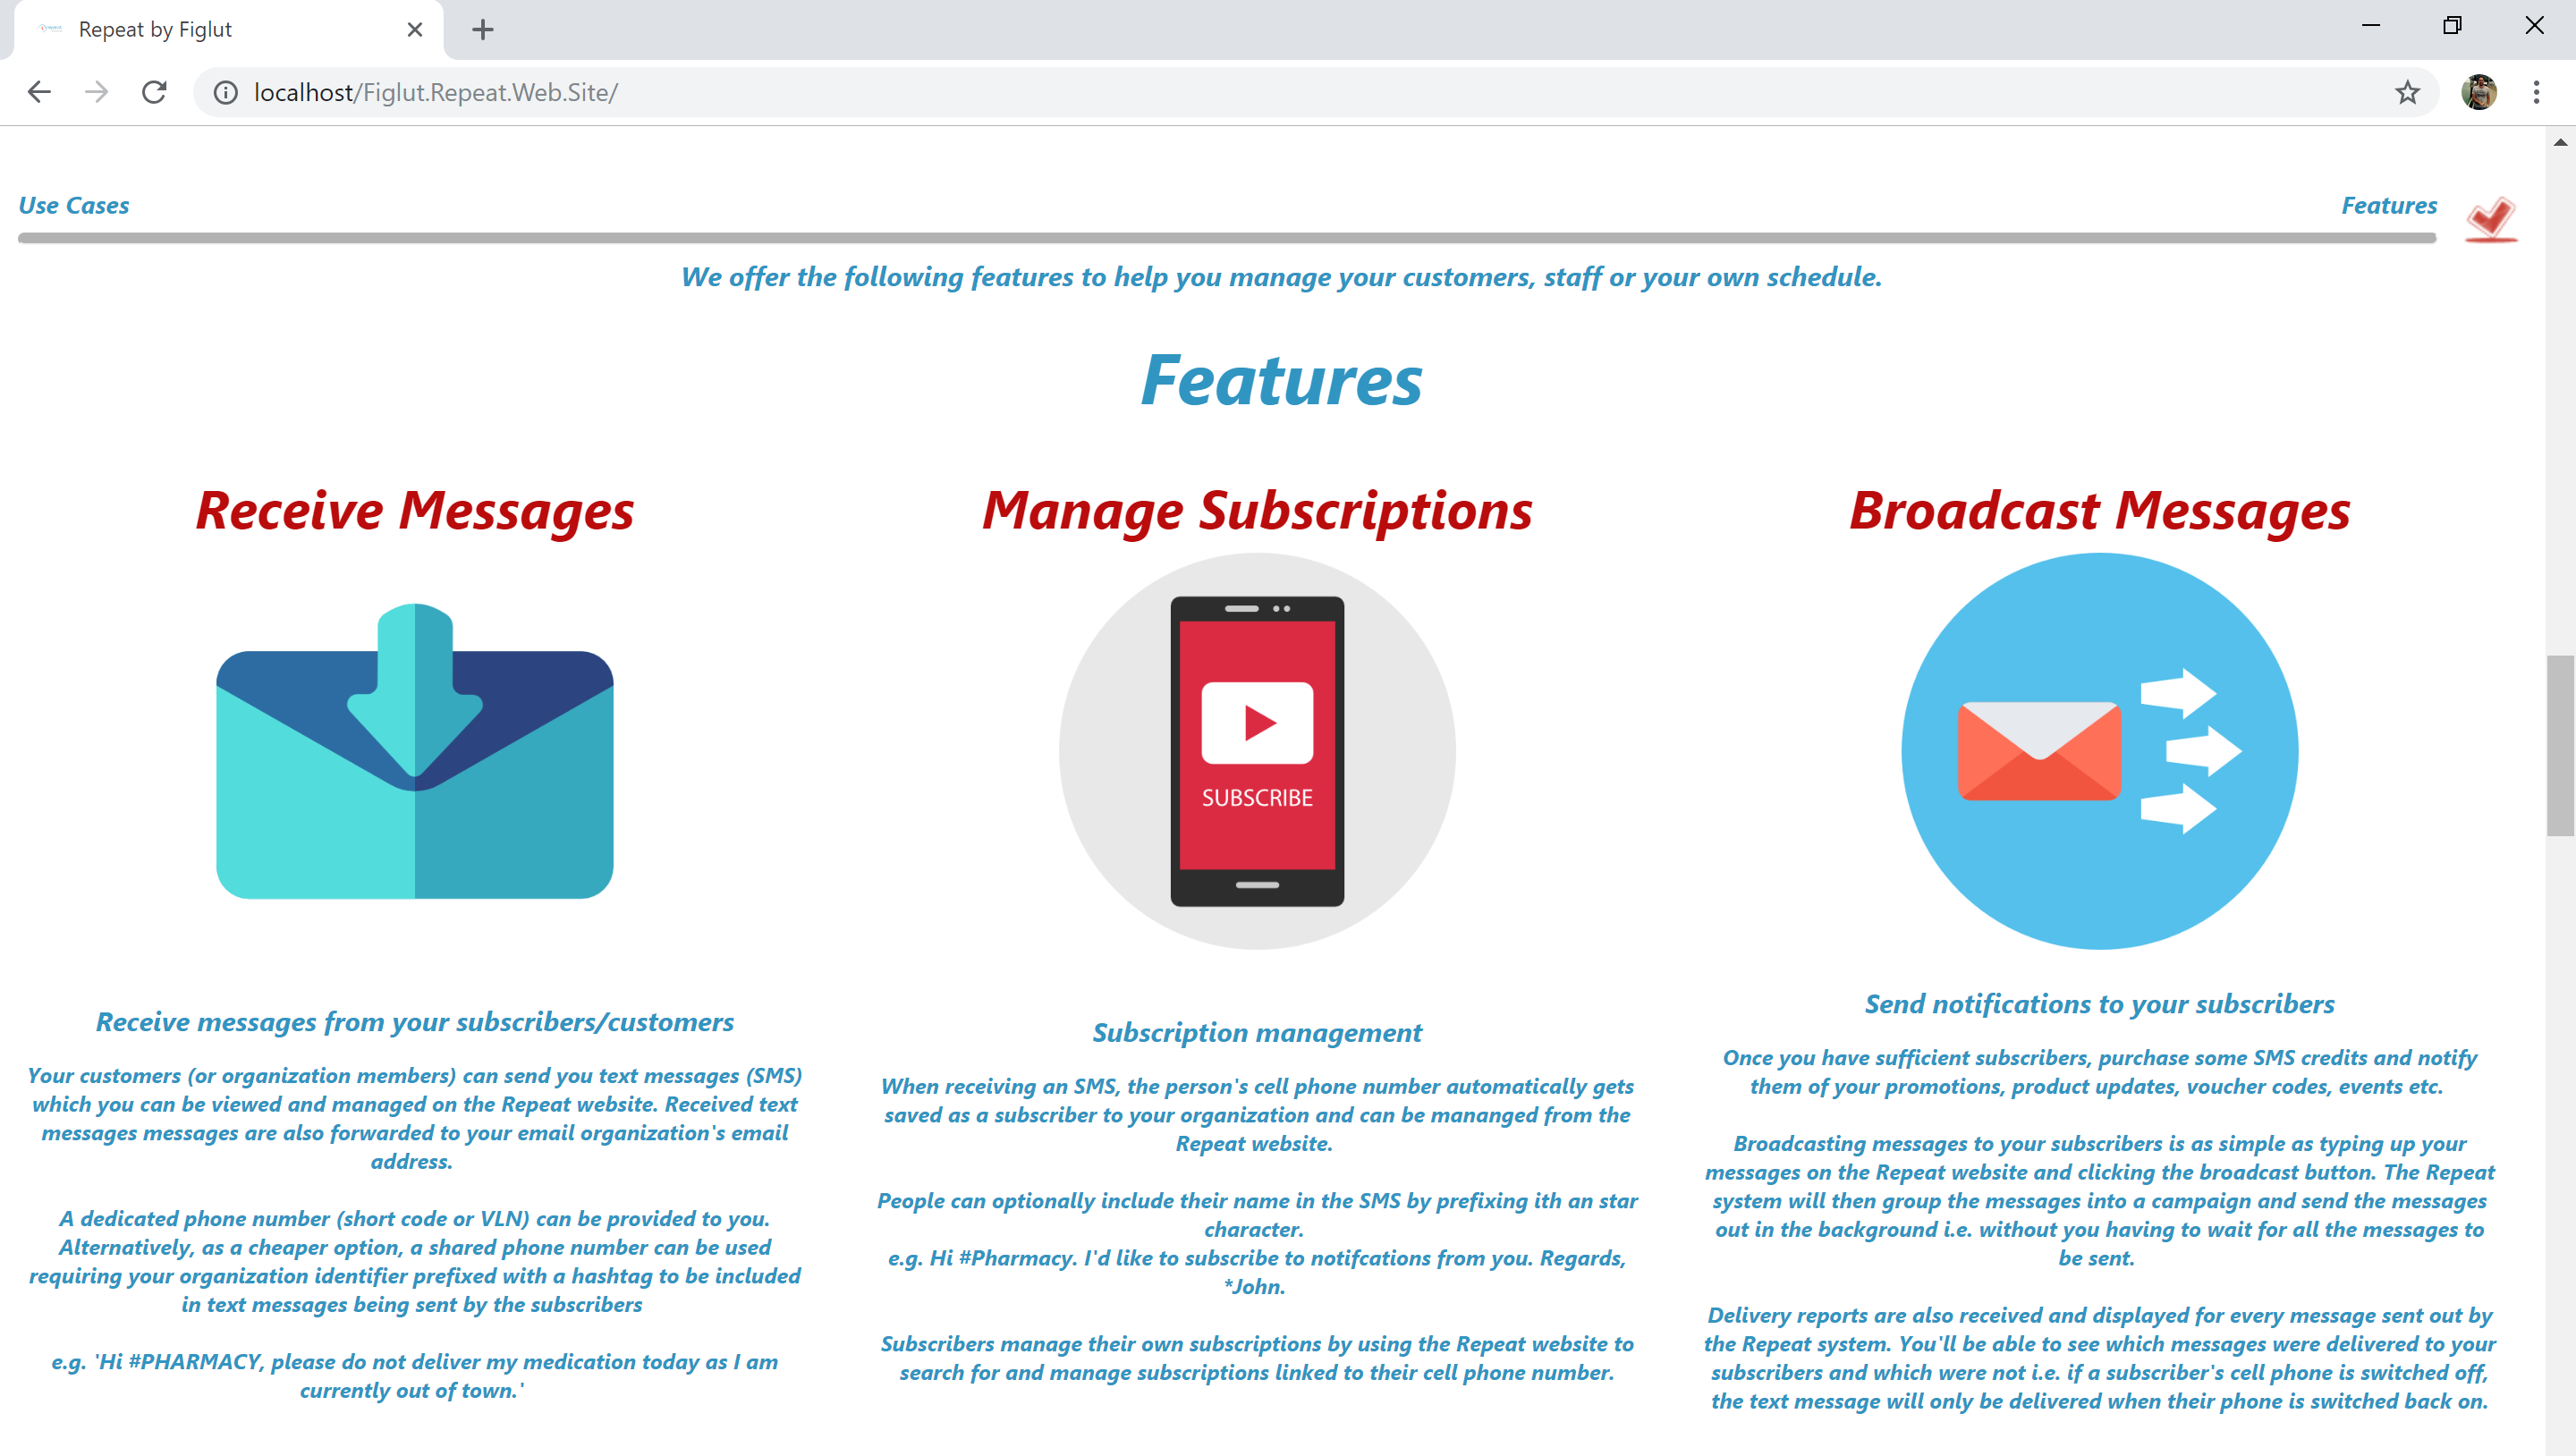 Repeat by Figlut
localhost/Figlut.Repeat.Web.Site/
Use Cases
Features
We offer the following features to help you manage your customers, staff or your own schedule.
Features
Receive Messages
Receive messages from your subscribers/customers
Your customers (or organization members) can send you text messages (SMS)
which you can be viewed and managed on the Repeat website. Received text
messages messages are also forwarded to your email organization's email
address.
A dedicated phone number (short code or VLN) can be provided to you.
Alternatively, as a cheaper option, a shared phone number can be used
requiring your organization identifier prefixed with a hashtag to be included
in text messages being sent by the subscribers
e.g. 'Hi #PHARMACY, please do not deliver my medication today as I am
currently out of town.'
Manage Subscriptions
SUBSCRIBE
Subscription management
When receiving an SMS, the person's cell phone number automatically gets
saved as a subscriber to your organization and can be mananged from the
Repeat website.
People can optionally include their name in the SMS by prefixing ith an star
character.
e.g. Hi #Pharmacy. I'd like to subscribe to notifcations from you. Regards,
*John.
Subscribers manage their own subscriptions by using the Repeat website to
search for and manage subscriptions linked to their cell phone number.
Broadcast Messages
Send notifications to your subscribers
Once you have sufficient subscribers, purchase some SMS credits and notify
them of your promotions, product updates, voucher codes, events etc.
Broadcasting messages to your subscribers is as simple as typing up your
messages on the Repeat website and clicking the broadcast button. The Repeat
system will then group the messages into a campaign and send the messages
out in the background i.e. without you having to wait for all the messages to
be sent.
Delivery reports are also received and displayed for every message sent out by
the Repeat system. You'll be able to see which messages were delivered to your
subscribers and which were not i.e. if a subscriber's cell phone is switched off,
the text message will only be delivered when their phone is switched back on.